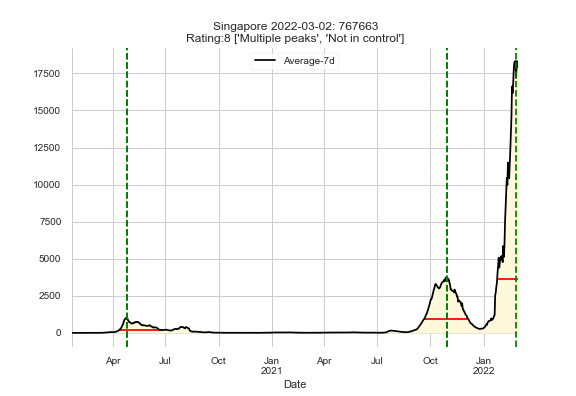 Singapore 2022-03-02: 767663
Rating:8 ['Multiple peaks', 'Not in control']
Average-7d
17500
15000
12500
10000
7500
5000
2500
0
Apr Jul Oct Jan Apr Jul Oct Jan
2021 2022
Date